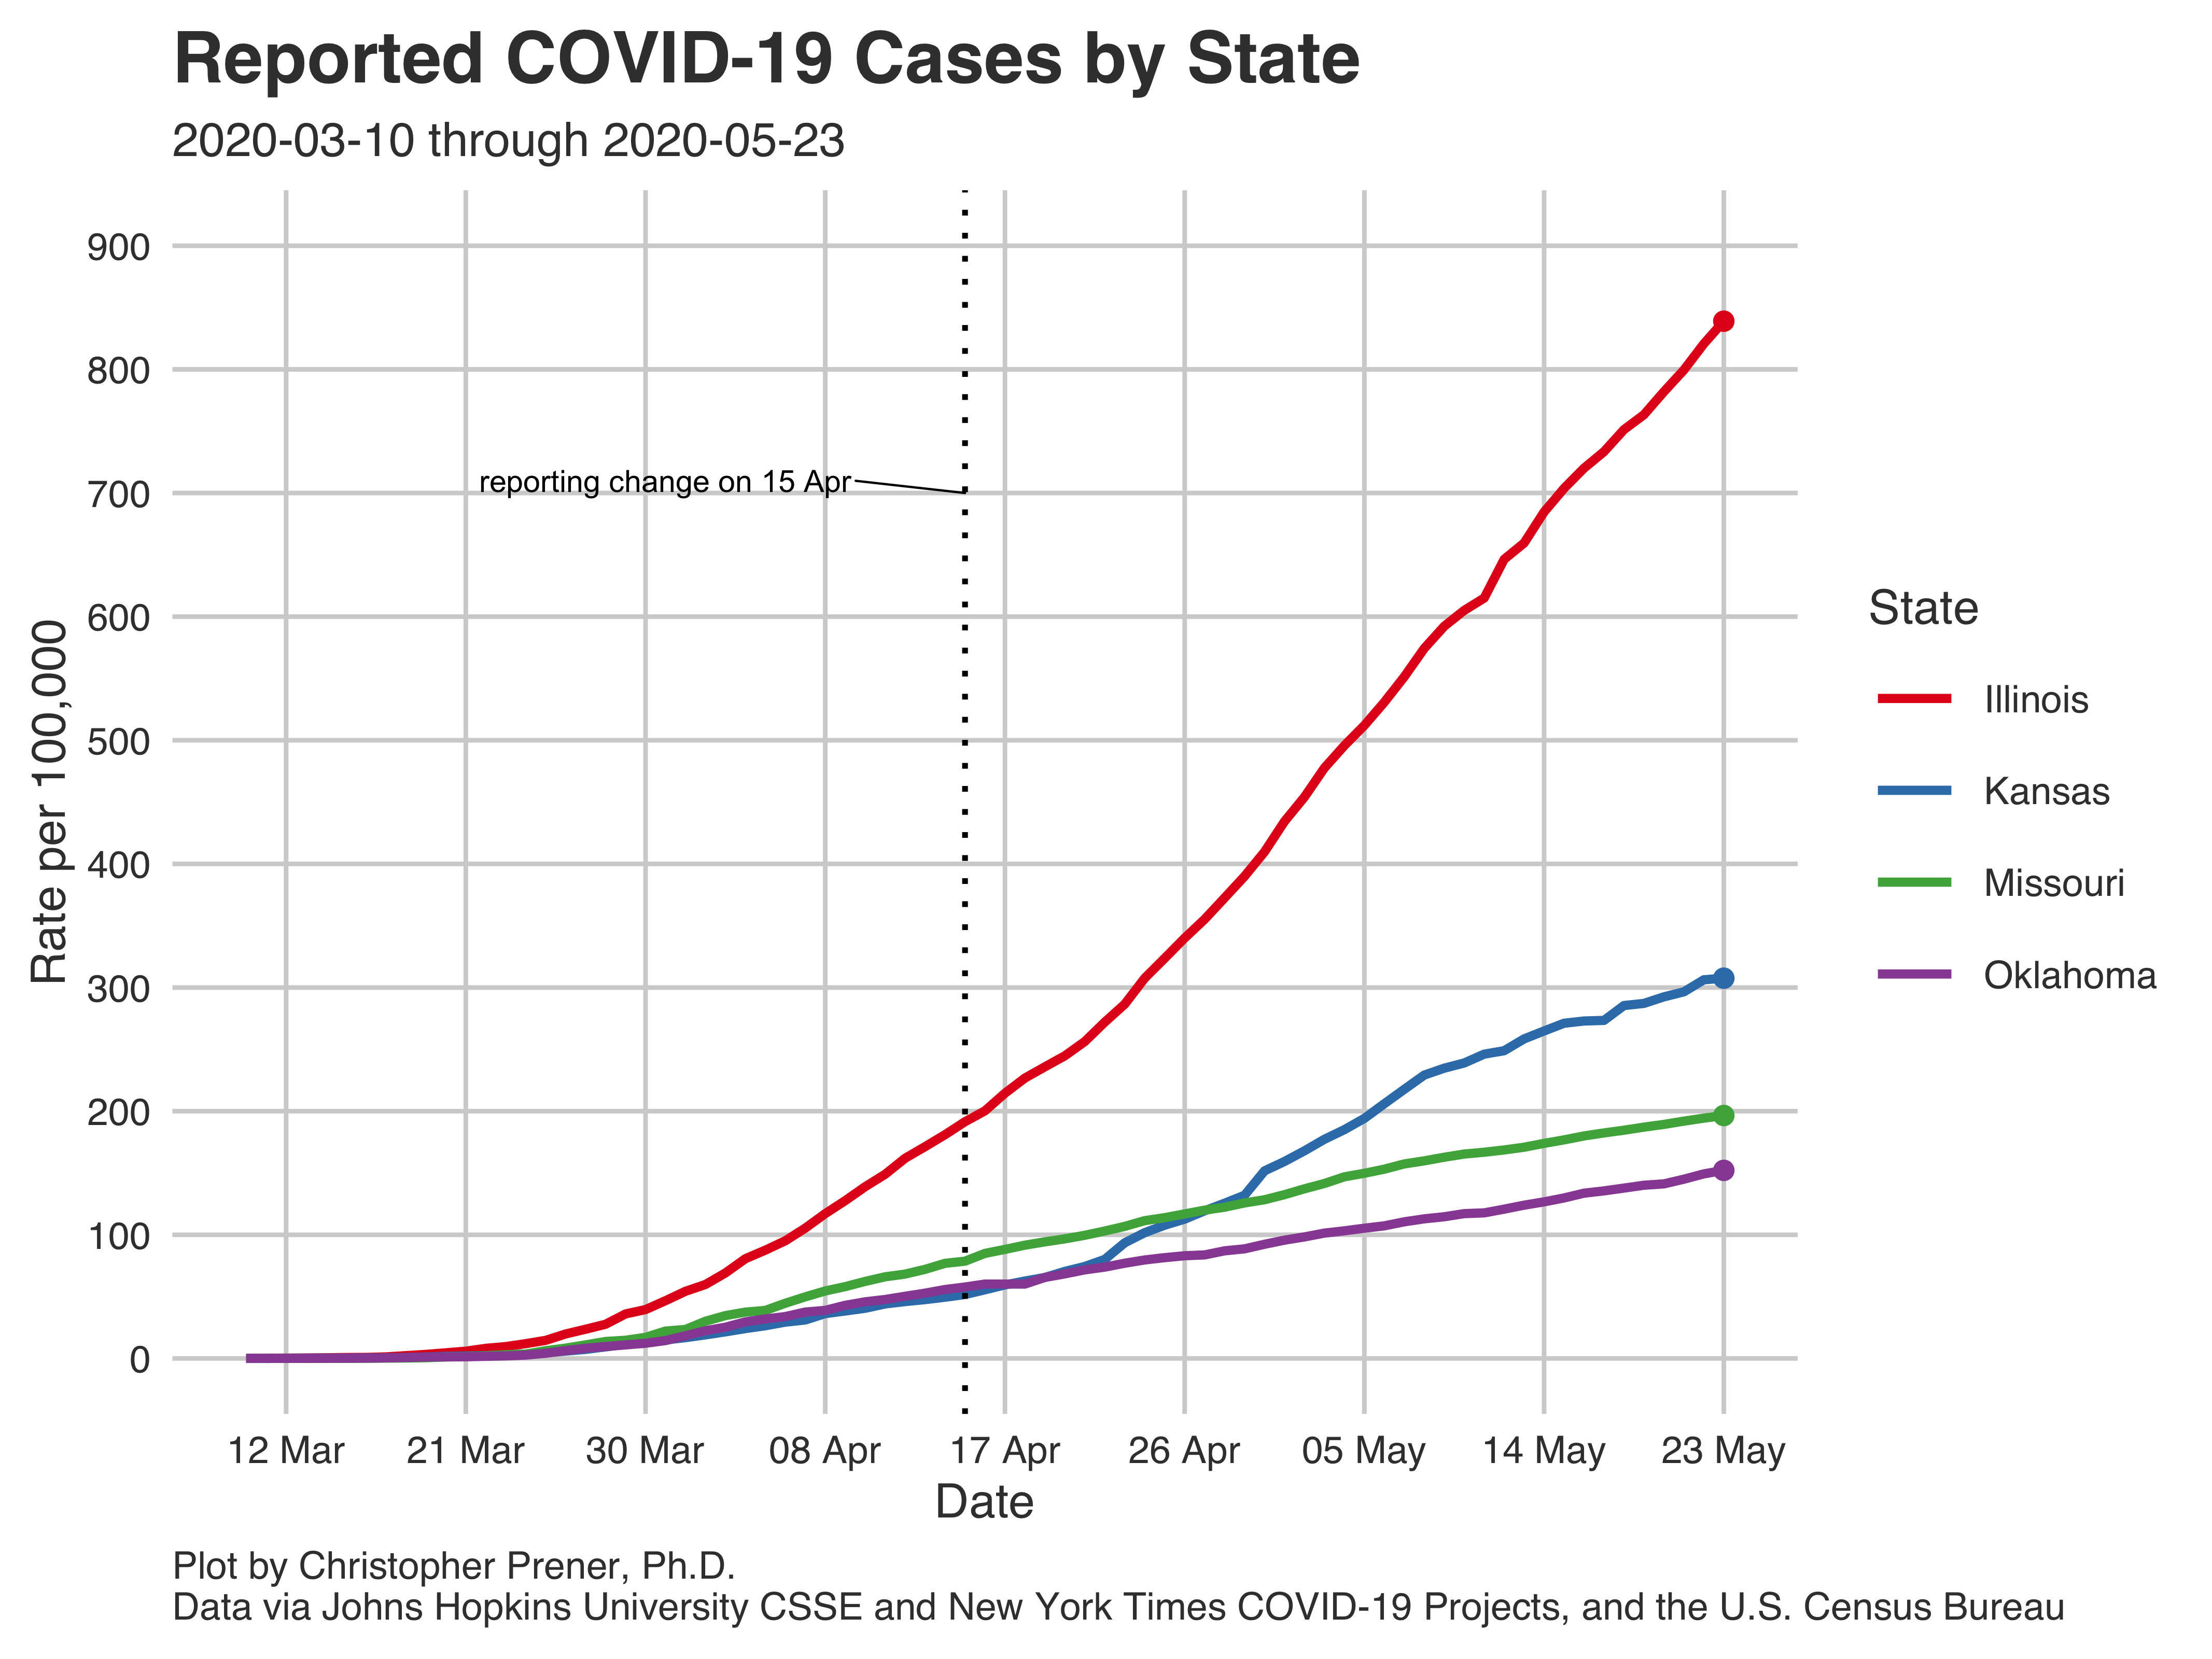 Reported COVID-19 Cases by State
2020-03-10 through 2020-05-23
900
800
700
600
500
400
300
200
100
0
Rate per 100,000
reporting change on 15 Apr
State
Illinois
Kansas
Missouri
Oklahoma
12 Mar 21 Mar 30 Mar 08 Apr 17 Apr 26 Apr 05 May 14 May 23 May
Date
Plot by Christopher Prener, Ph.D.
Data via Johns Hopkins University CSSE and New York Times COVID-19 Projects, and the U.S. Census Bureau